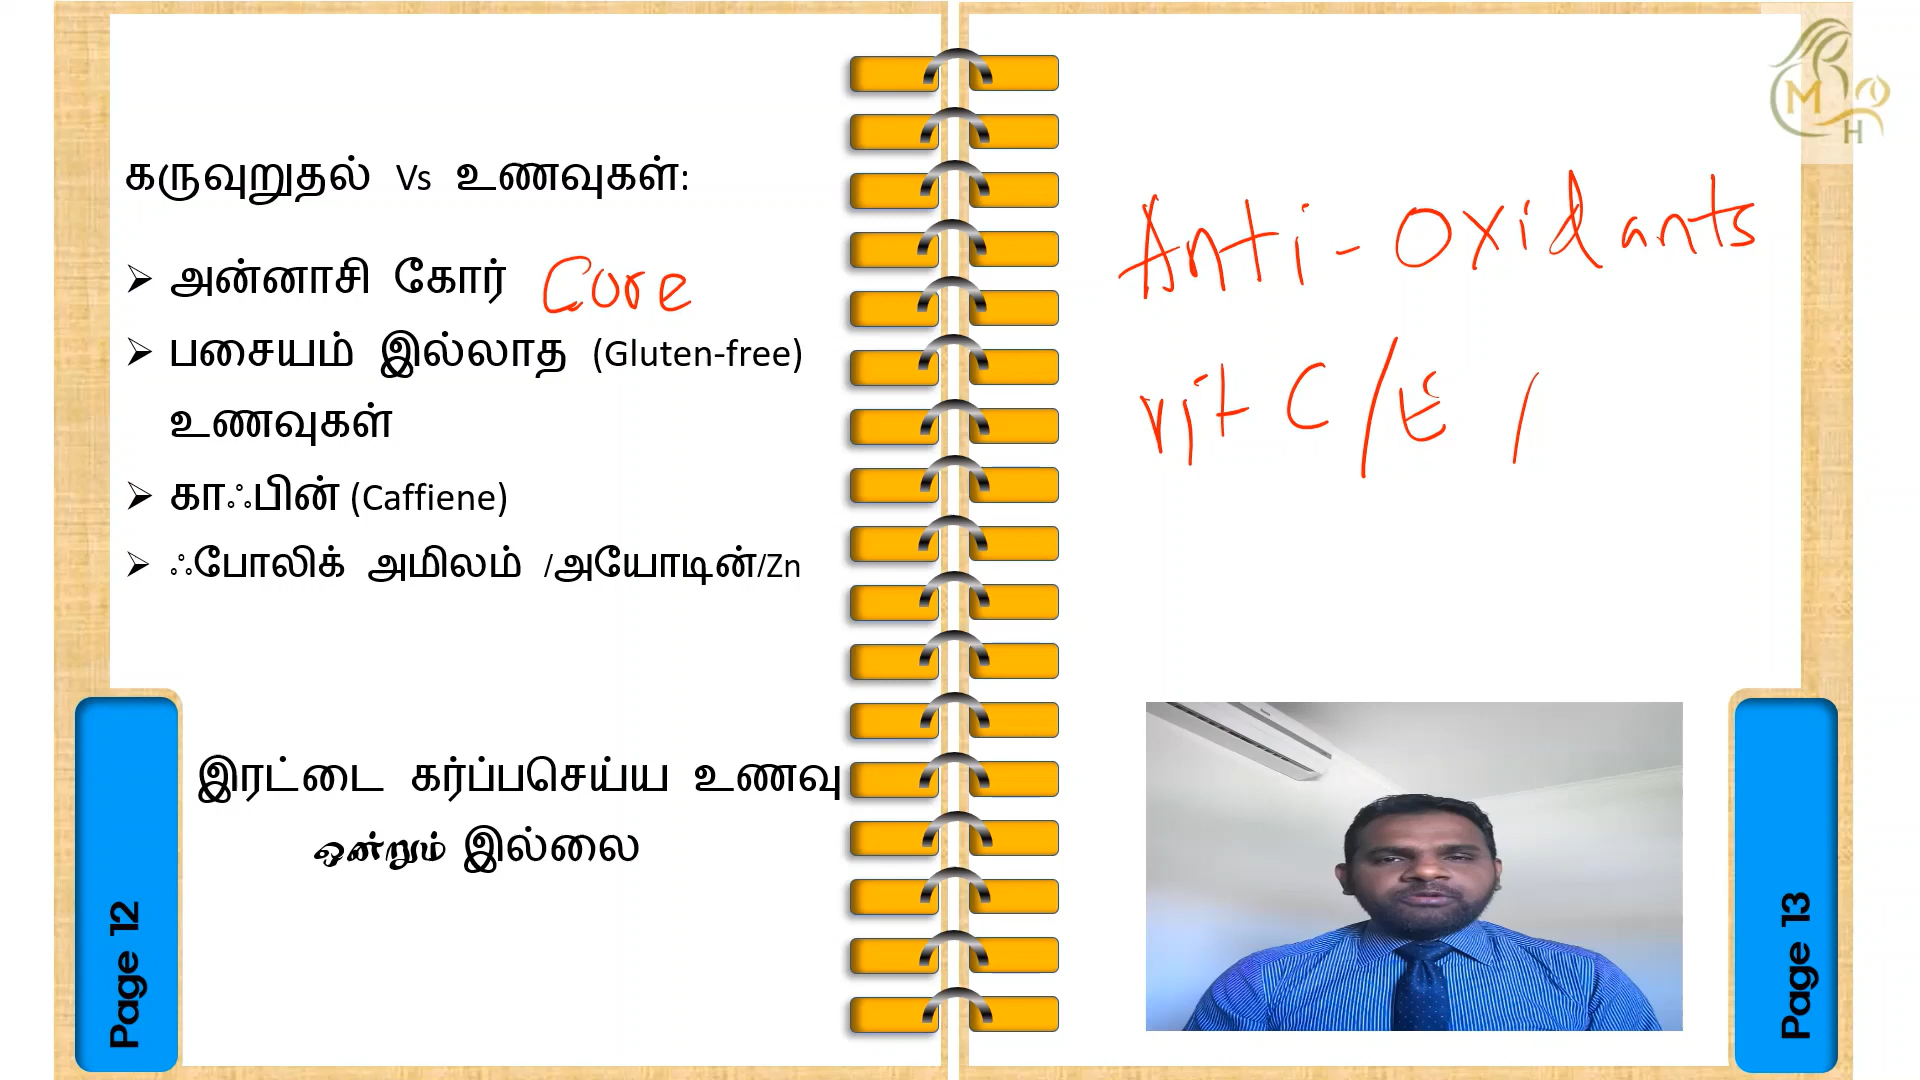 கருவுறுதல் Vs உணவுகள்:
➢ அன்னாசி கோர் Core
➢ பசையம் இல்லாத (Gluten-free)
உணவுகள்
➢ காஃபின் (Caffiene)
➢ ஃபோலிக் அமிலம் /அயோடின்/Zn
இரட்டை கர்ப்பசெய்ய உணவு
ஒன்றும் இல்லை
Page 12
Anti-Oxidants
vit C/E /
Page 13
M H